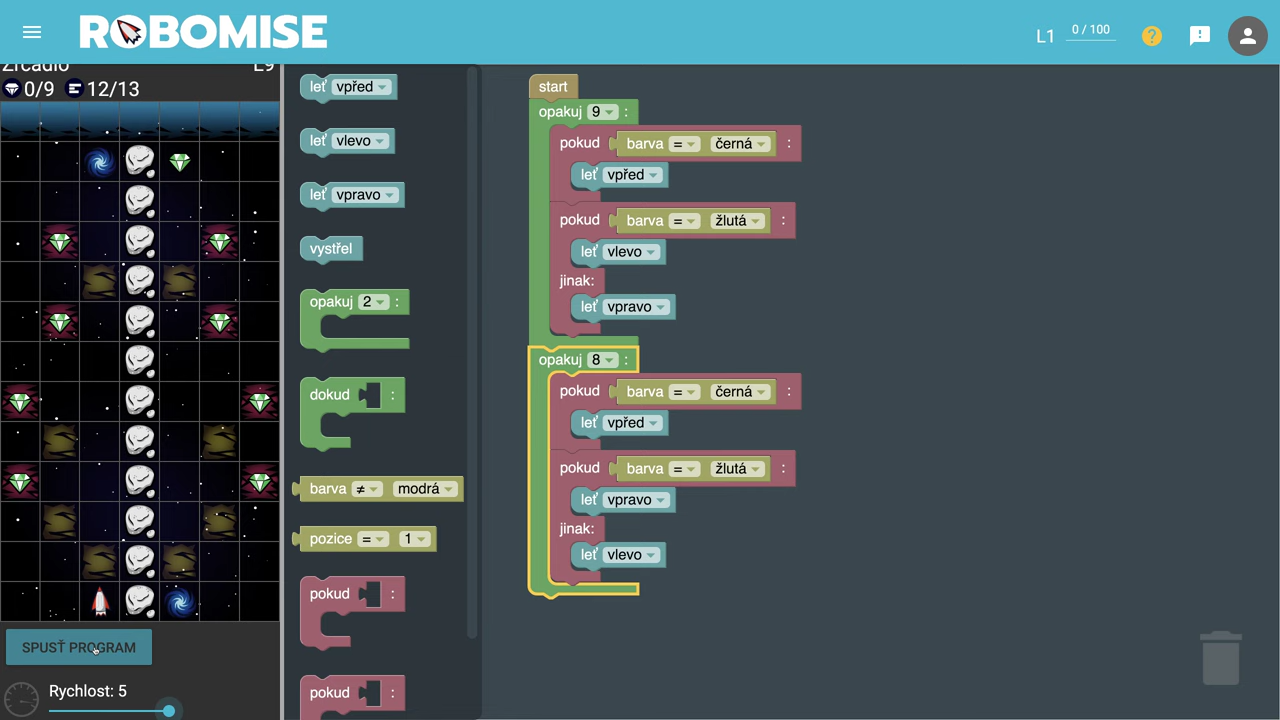 ROBOMISE
L1 0 / 100 ?
Zrcadlo L9
0/9 12/13
SPUSŤ PROGRAM
Rychlost: 5
leť vpřed
leť vlevo
leť vpravo
vystřel
opakuj 2 :
dokud :
barva ≠ modrá
pozice = 1
pokud :
pokud :
start
opakuj 9 :
pokud barva = černá :
leť vpřed
pokud barva = žlutá :
leť vlevo
jinak:
leť vpravo
opakuj 8 :
pokud barva = černá :
leť vpřed
pokud barva = žlutá :
leť vpravo
jinak:
leť vlevo